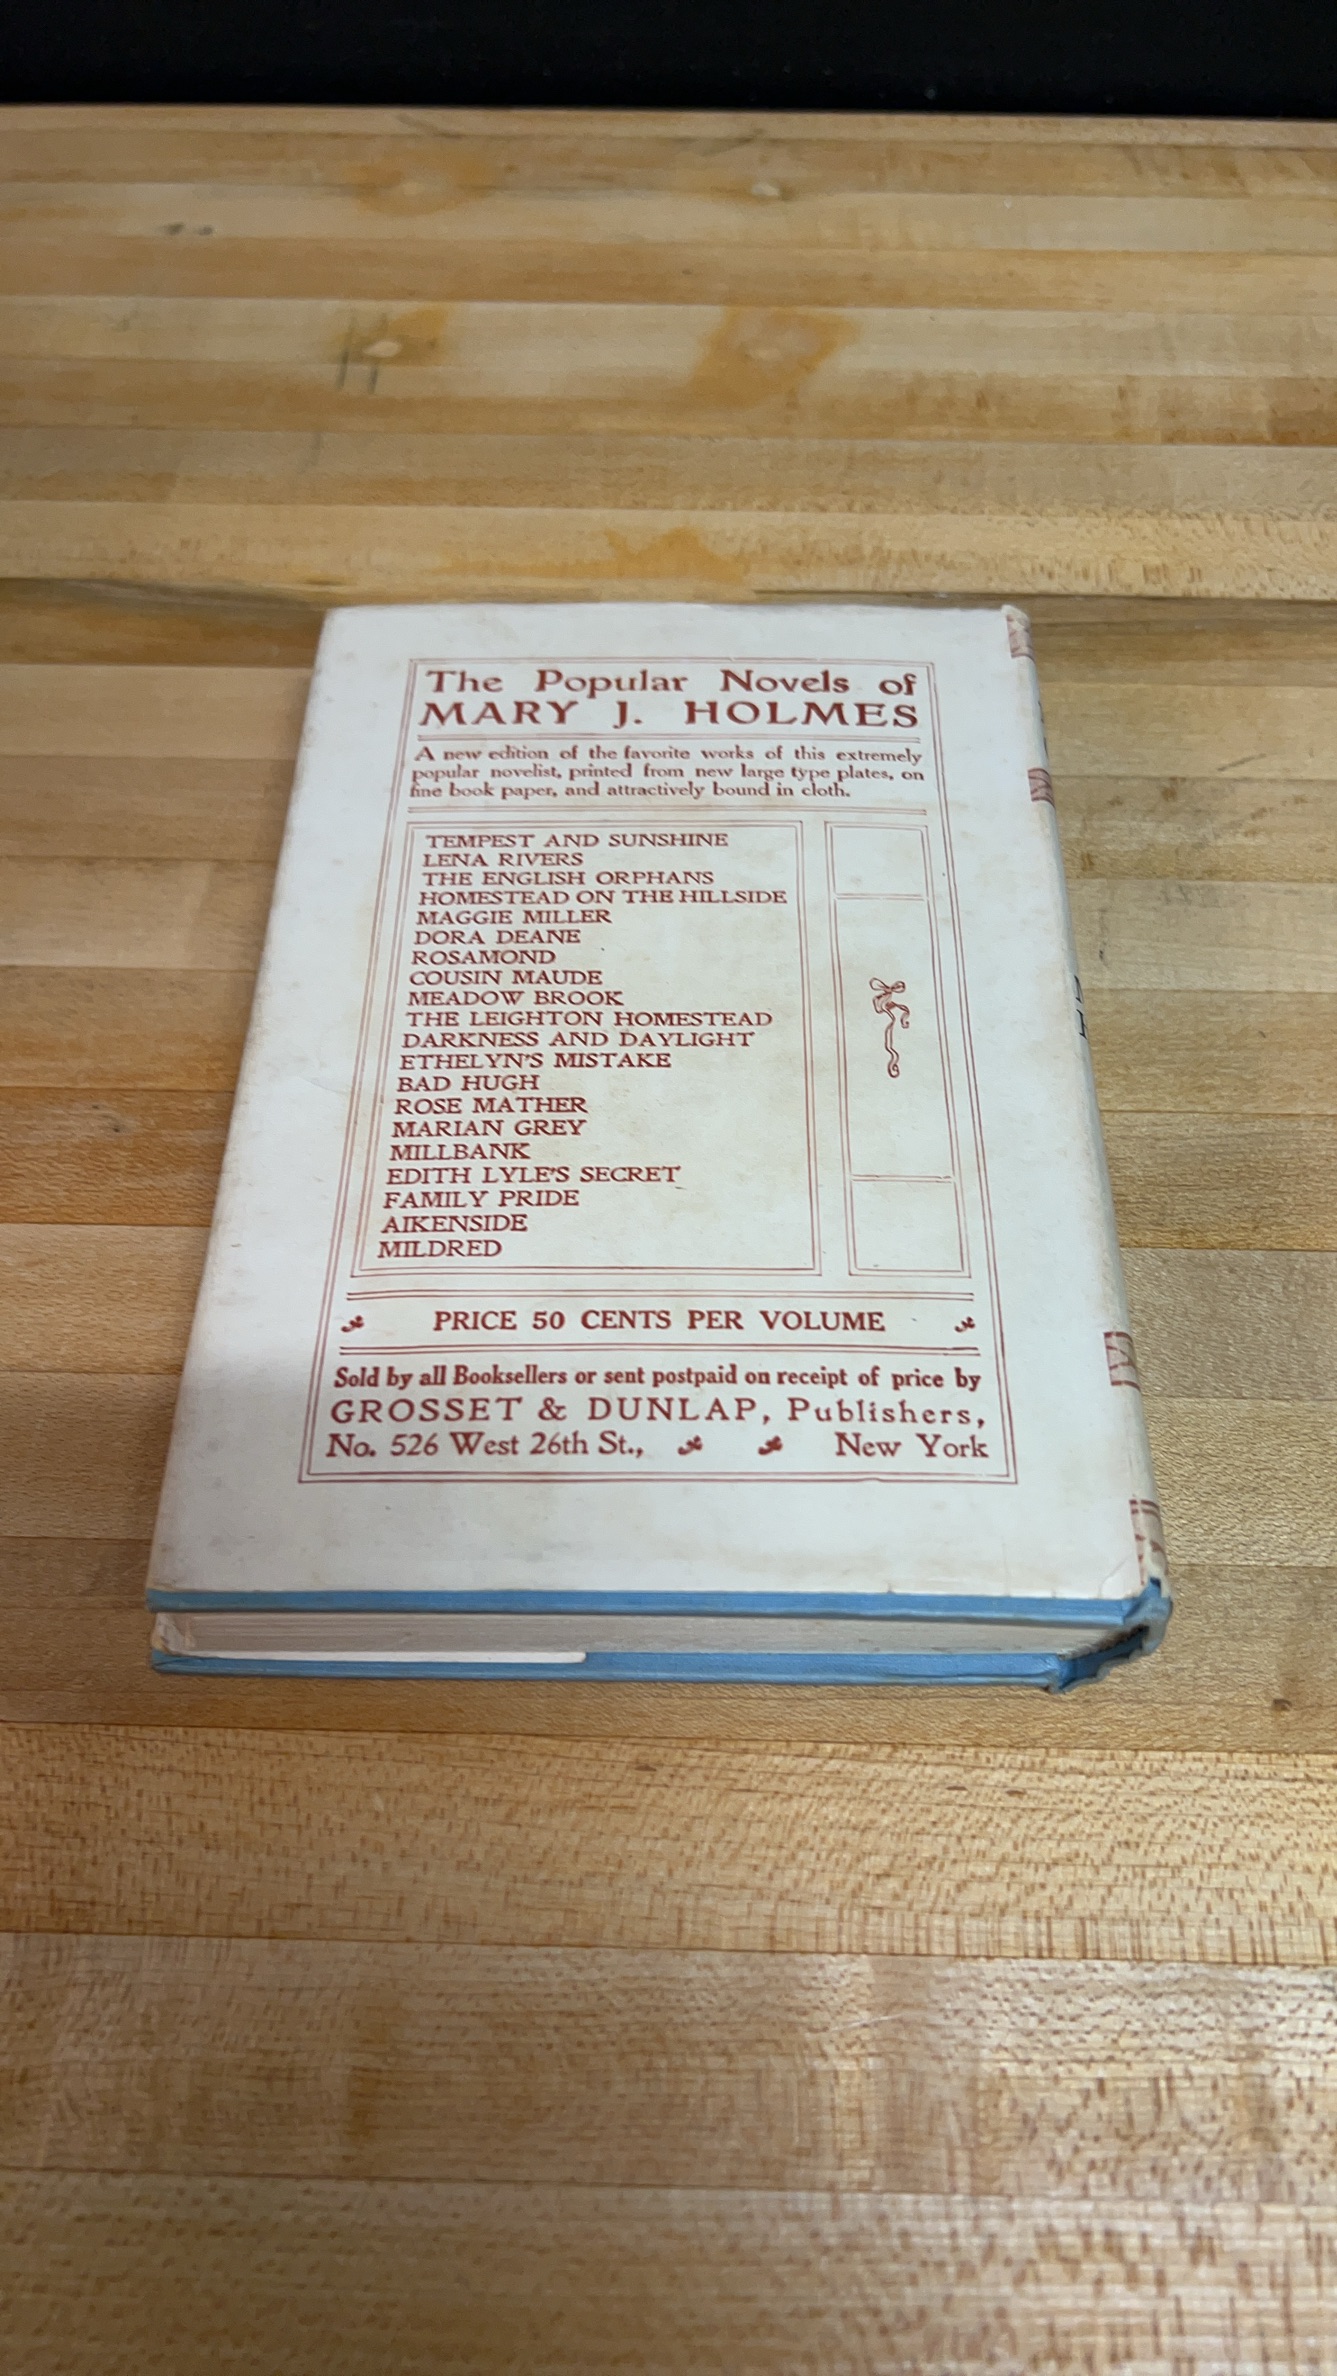 The Popular Novels of
MARY J. HOLMES
A new edition of the favorite works of this extremely
popular novelist, printed from new large type plates, on
fine book paper, and attractively bound in cloth.
TEMPEST AND SUNSHINE
LENA RIVERS
THE ENGLISH ORPHANS
HOMESTEAD ON THE HILLSIDE
MAGGIE MILLER
DORA DEANE
ROSAMOND
COUSIN MAUDE
MEADOW BROOK
THE LEIGHTON HOMESTEAD
DARKNESS AND DAYLIGHT
ETHELYN'S MISTAKE
BAD HUGH
ROSE MATHER
MARIAN GREY
MILLBANK
EDITH LYLE'S SECRET
FAMILY PRIDE
AIKENSIDE
MILDRED
PRICE 50 CENTS PER VOLUME
Sold by all Booksellers or sent postpaid on receipt of price by
GROSSET & DUNLAP, Publishers,
No. 526 West 26th St., New York